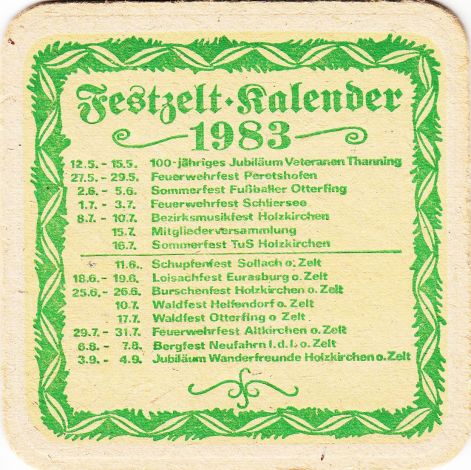 Festzelt·Kalender
1983
12.5. - 15.5. 100-jähriges Jubiläum Veteranen Thanning
27.5. - 29.5. Feuerwehrfest Peretshofen
2.6. - 5.6. Sommerfest Fußballer Otterfing
1.7. - 3.7. Feuerwehrfest Schliersee
8.7. - 10.7. Bezirksmusikfest Holzkirchen
15.7. Mitgliederversammlung
16.7. Sommerfest TuS Holzkirchen
11.6. Schupfenfest Sollach o. Zelt
18.6. - 19.6. Loisachfest Eurasburg o. Zelt
25.6. - 26.6. Burschenfest Holzkirchen o. Zelt
10.7. Waldfest Helfendorf o. Zelt
17.7. Waldfest Otterfing o Zelt
29.7. - 31.7. Feuerwehrfest Aitkirchen o. Zelt
6.8. - 7.8. Bergfest Neufahrn I.d.I. o. Zelt
3.9. - 4.9. Jubiläum Wanderfreunde Holzkirchen o. Zelt